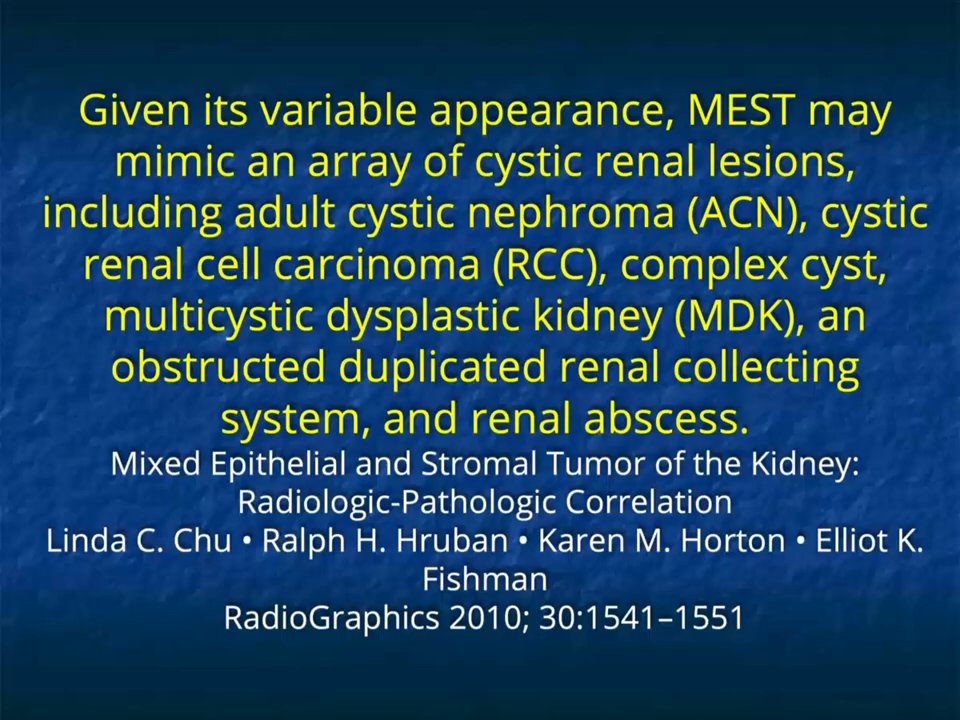 Given its variable appearance, MEST may
mimic an array of cystic renal lesions,
including adult cystic nephroma (ACN), cystic
renal cell carcinoma (RCC), complex cyst,
multicystic dysplastic kidney (MDK), an
obstructed duplicated renal collecting
system, and renal abscess.
Mixed Epithelial and Stromal Tumor of the Kidney:
Radiologic-Pathologic Correlation
Linda C. Chu • Ralph H. Hruban • Karen M. Horton • Elliot K.
Fishman
RadioGraphics 2010; 30:1541–1551